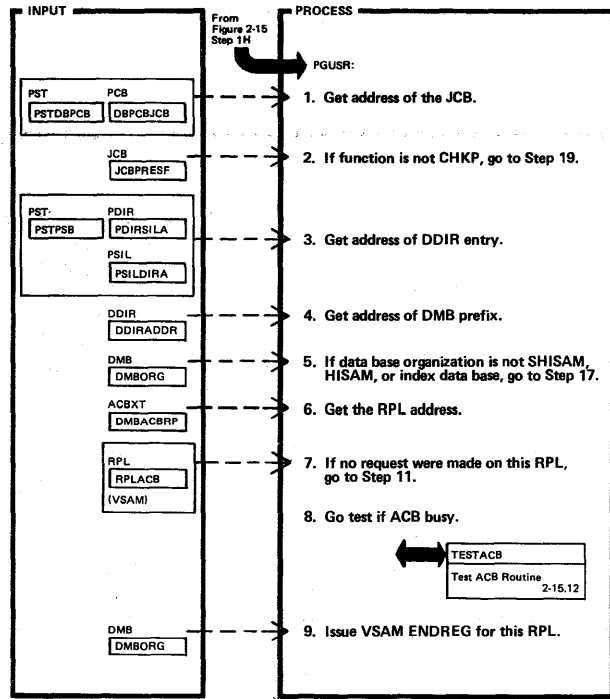 INPUT
From
Figure 2-15
Step 1H
PROCESS
PGUSR:
PST PCB
PSTDBPCB DBPCBJCB
1. Get address of the JCB.
JCB
JCBPRESF
2. If function is not CHKP, go to Step 19.
PST PDIR
PSTPSB PDIRSILA
PSIL
PSILDIRA
3. Get address of DDIR entry.
DDIR
DDIRADDR
4. Get address of DMB prefix.
DMB
DMBORG
5. If data base organization is not SHISAM,
HISAM, or index data base, go to Step 17.
ACBXT
DMBACBRP
6. Get the RPL address.
RPL
RPLACB
(VSAM)
7. If no request were made on this RPL,
go to Step 11.
8. Go test if ACB busy.
TESTACB
Test ACB Routine
2-15.12
DMB
DMBORG
9. Issue VSAM ENDREG for this RPL.